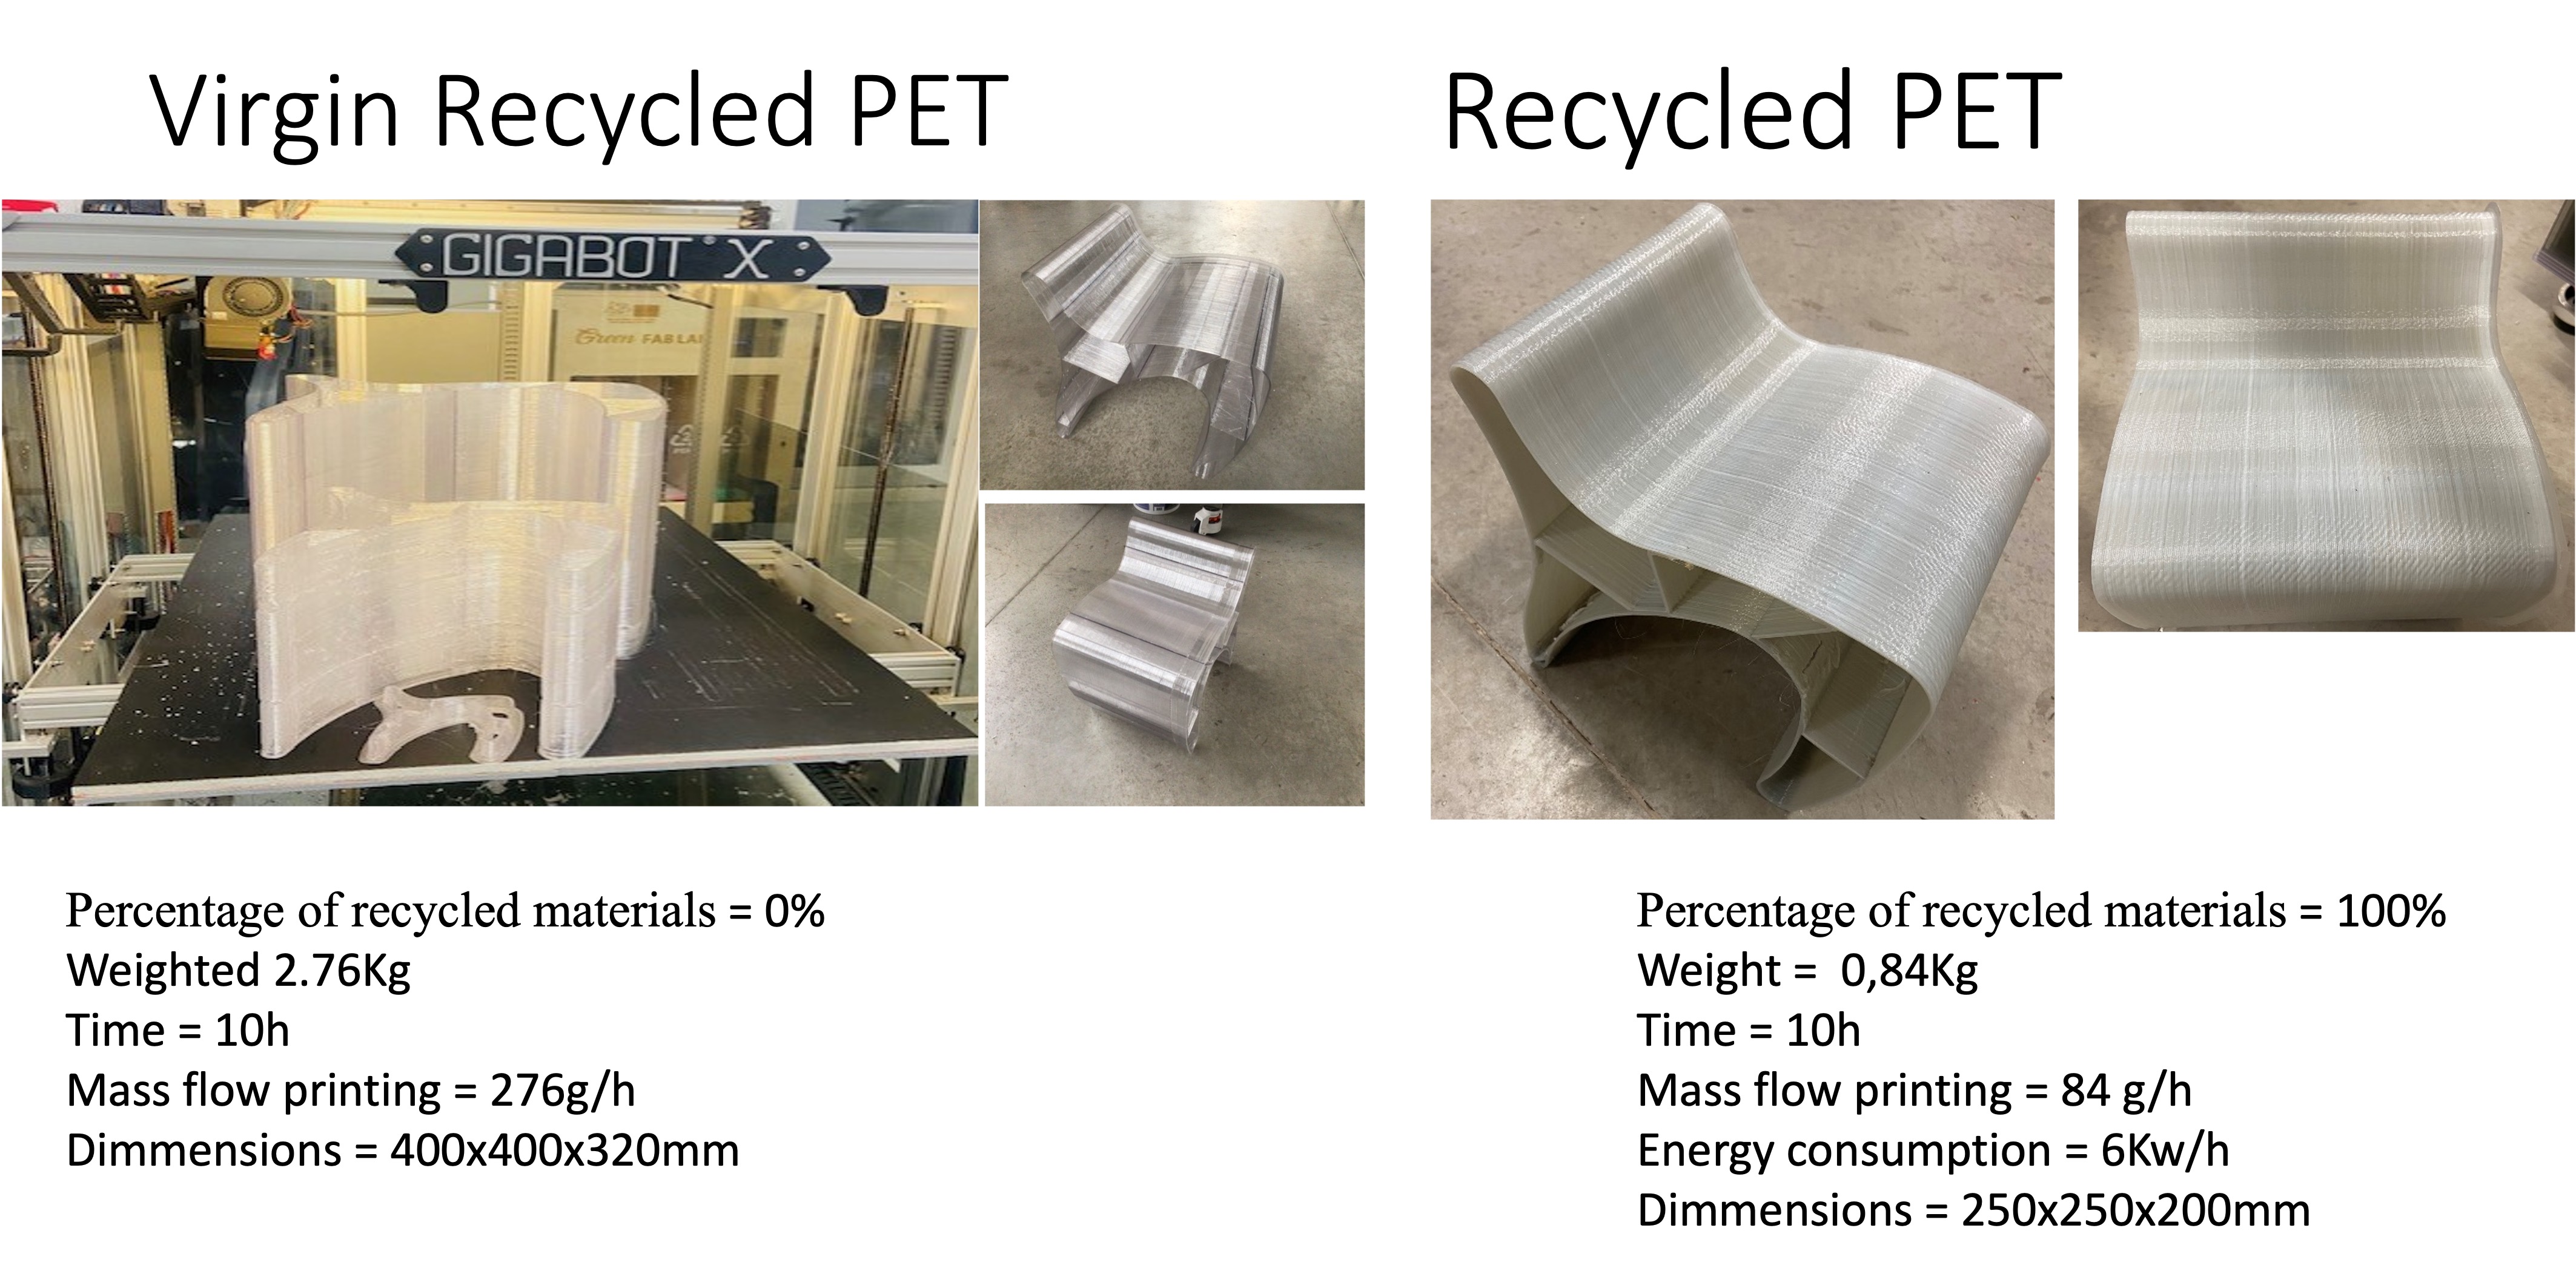 Virgin Recycled PET
Recycled PET
GIGABOT X
Green FAB LA
Percentage of recycled materials = 0%
Weighted 2.76Kg
Time = 10h
Mass flow printing = 276g/h
Dimmensions = 400x400x320mm
Percentage of recycled materials = 100%
Weight =  0,84Kg
Time = 10h
Mass flow printing = 84 g/h
Energy consumption = 6Kw/h
Dimmensions = 250x250x200mm